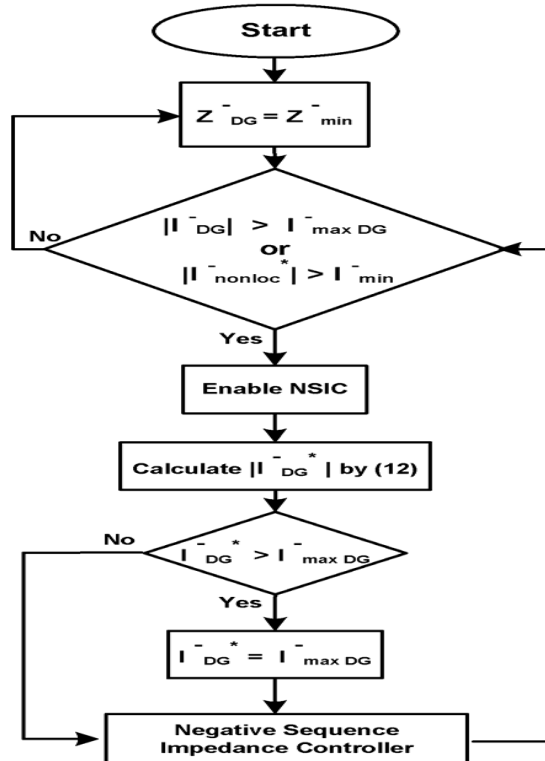 Start
Z⁻DG = Z⁻min
|I⁻DG| > I⁻max DG
or
|I⁻nonloc*| > I⁻min
No
Yes
Enable NSIC
Calculate |I⁻DG*| by (12)
No
I⁻DG* > I⁻max DG
Yes
I⁻DG* = I⁻max DG
Negative Sequence
Impedance Controller